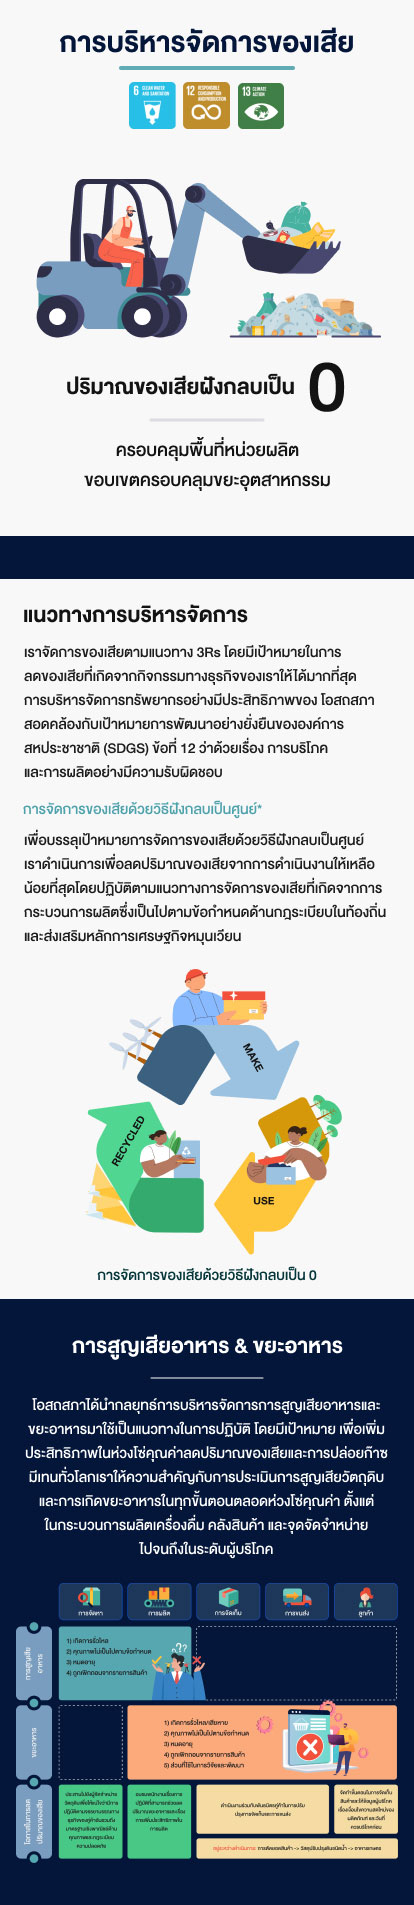 การบริหารจัดการของเสีย
6 CLEAN WATER
AND SANITATION
12 RESPONSIBLE
CONSUMPTION
AND PRODUCTION
13 CLIMATE
ACTION
ปริมาณของเสียฝังกลบเป็น 0
ครอบคลุมพื้นที่หน่วยผลิต
ขอบเขตครอบคลุมขยะอุตสาหกรรม
แนวทางการบริหารจัดการ
เราจัดการของเสียตามแนวทาง 3Rs โดยมีเป้าหมายในการ
ลดของเสียที่เกิดจากกิจกรรมทางธุรกิจของเราให้ได้มากที่สุด
การบริหารจัดการทรัพยากรอย่างมีประสิทธิภาพของ โอสถสภา
สอดคล้องกับเป้าหมายการพัฒนาอย่างยั่งยืนขององค์การ
สหประชาชาติ (SDGS) ข้อที่ 12 ว่าด้วยเรื่อง การบริโภค
และการผลิตอย่างมีความรับผิดชอบ
การจัดการของเสียด้วยวิธีฝังกลบเป็นศูนย์*
เพื่อบรรลุเป้าหมายการจัดการของเสียด้วยวิธีฝังกลบเป็นศูนย์
เราดำเนินการเพื่อลดปริมาณของเสียจากการดำเนินงานให้เหลือ
น้อยที่สุดโดยปฏิบัติตามแนวทางการจัดการของเสียที่เกิดจากการ
กระบวนการผลิตซึ่งเป็นไปตามข้อกำหนดด้านกฎระเบียบในท้องถิ่น
และส่งเสริมหลักการเศรษฐกิจหมุนเวียน
MAKE
RECYCLED
USE
การจัดการของเสียด้วยวิธีฝังกลบเป็น 0
การสูญเสียอาหาร & ขยะอาหาร
โอสถสภาได้นำกลยุทธ์การบริหารจัดการการสูญเสียอาหารและ
ขยะอาหารมาใช้เป็นแนวทางในการปฏิบัติ โดยมีเป้าหมาย เพื่อเพิ่ม
ประสิทธิภาพในห่วงโซ่คุณค่าลดปริมาณของเสียและการปล่อยก๊าซ
มีเทนทั่วโลกเราให้ความสำคัญกับการประเมินการสูญเสียวัตถุดิบ
และการเกิดขยะอาหารในทุกขั้นตอนตลอดห่วงโซ่คุณค่า ตั้งแต่
ในกระบวนการผลิตเครื่องดื่ม คลังสินค้า และจุดจัดจำหน่าย
ไปจนถึงในระดับผู้บริโภค
การจัดหา
การผลิต
การจัดเก็บ
การขนส่ง
ลูกค้า
การสูญเสีย
อาหาร
1) เกิดการรั่วไหล
2) คุณภาพไม่เป็นไปตามข้อกำหนด
3) หมดอายุ
4) ถูกเพิกถอนจากรายการสินค้า
ขยะอาหาร
1) เกิดการรั่วไหล/เสียหาย
2) คุณภาพไม่เป็นไปตามข้อกำหนด
3) หมดอายุ
4) ถูกเพิกถอนจากรายการสินค้า
5) ส่วนที่ใช้ในการวิจัยและพัฒนา